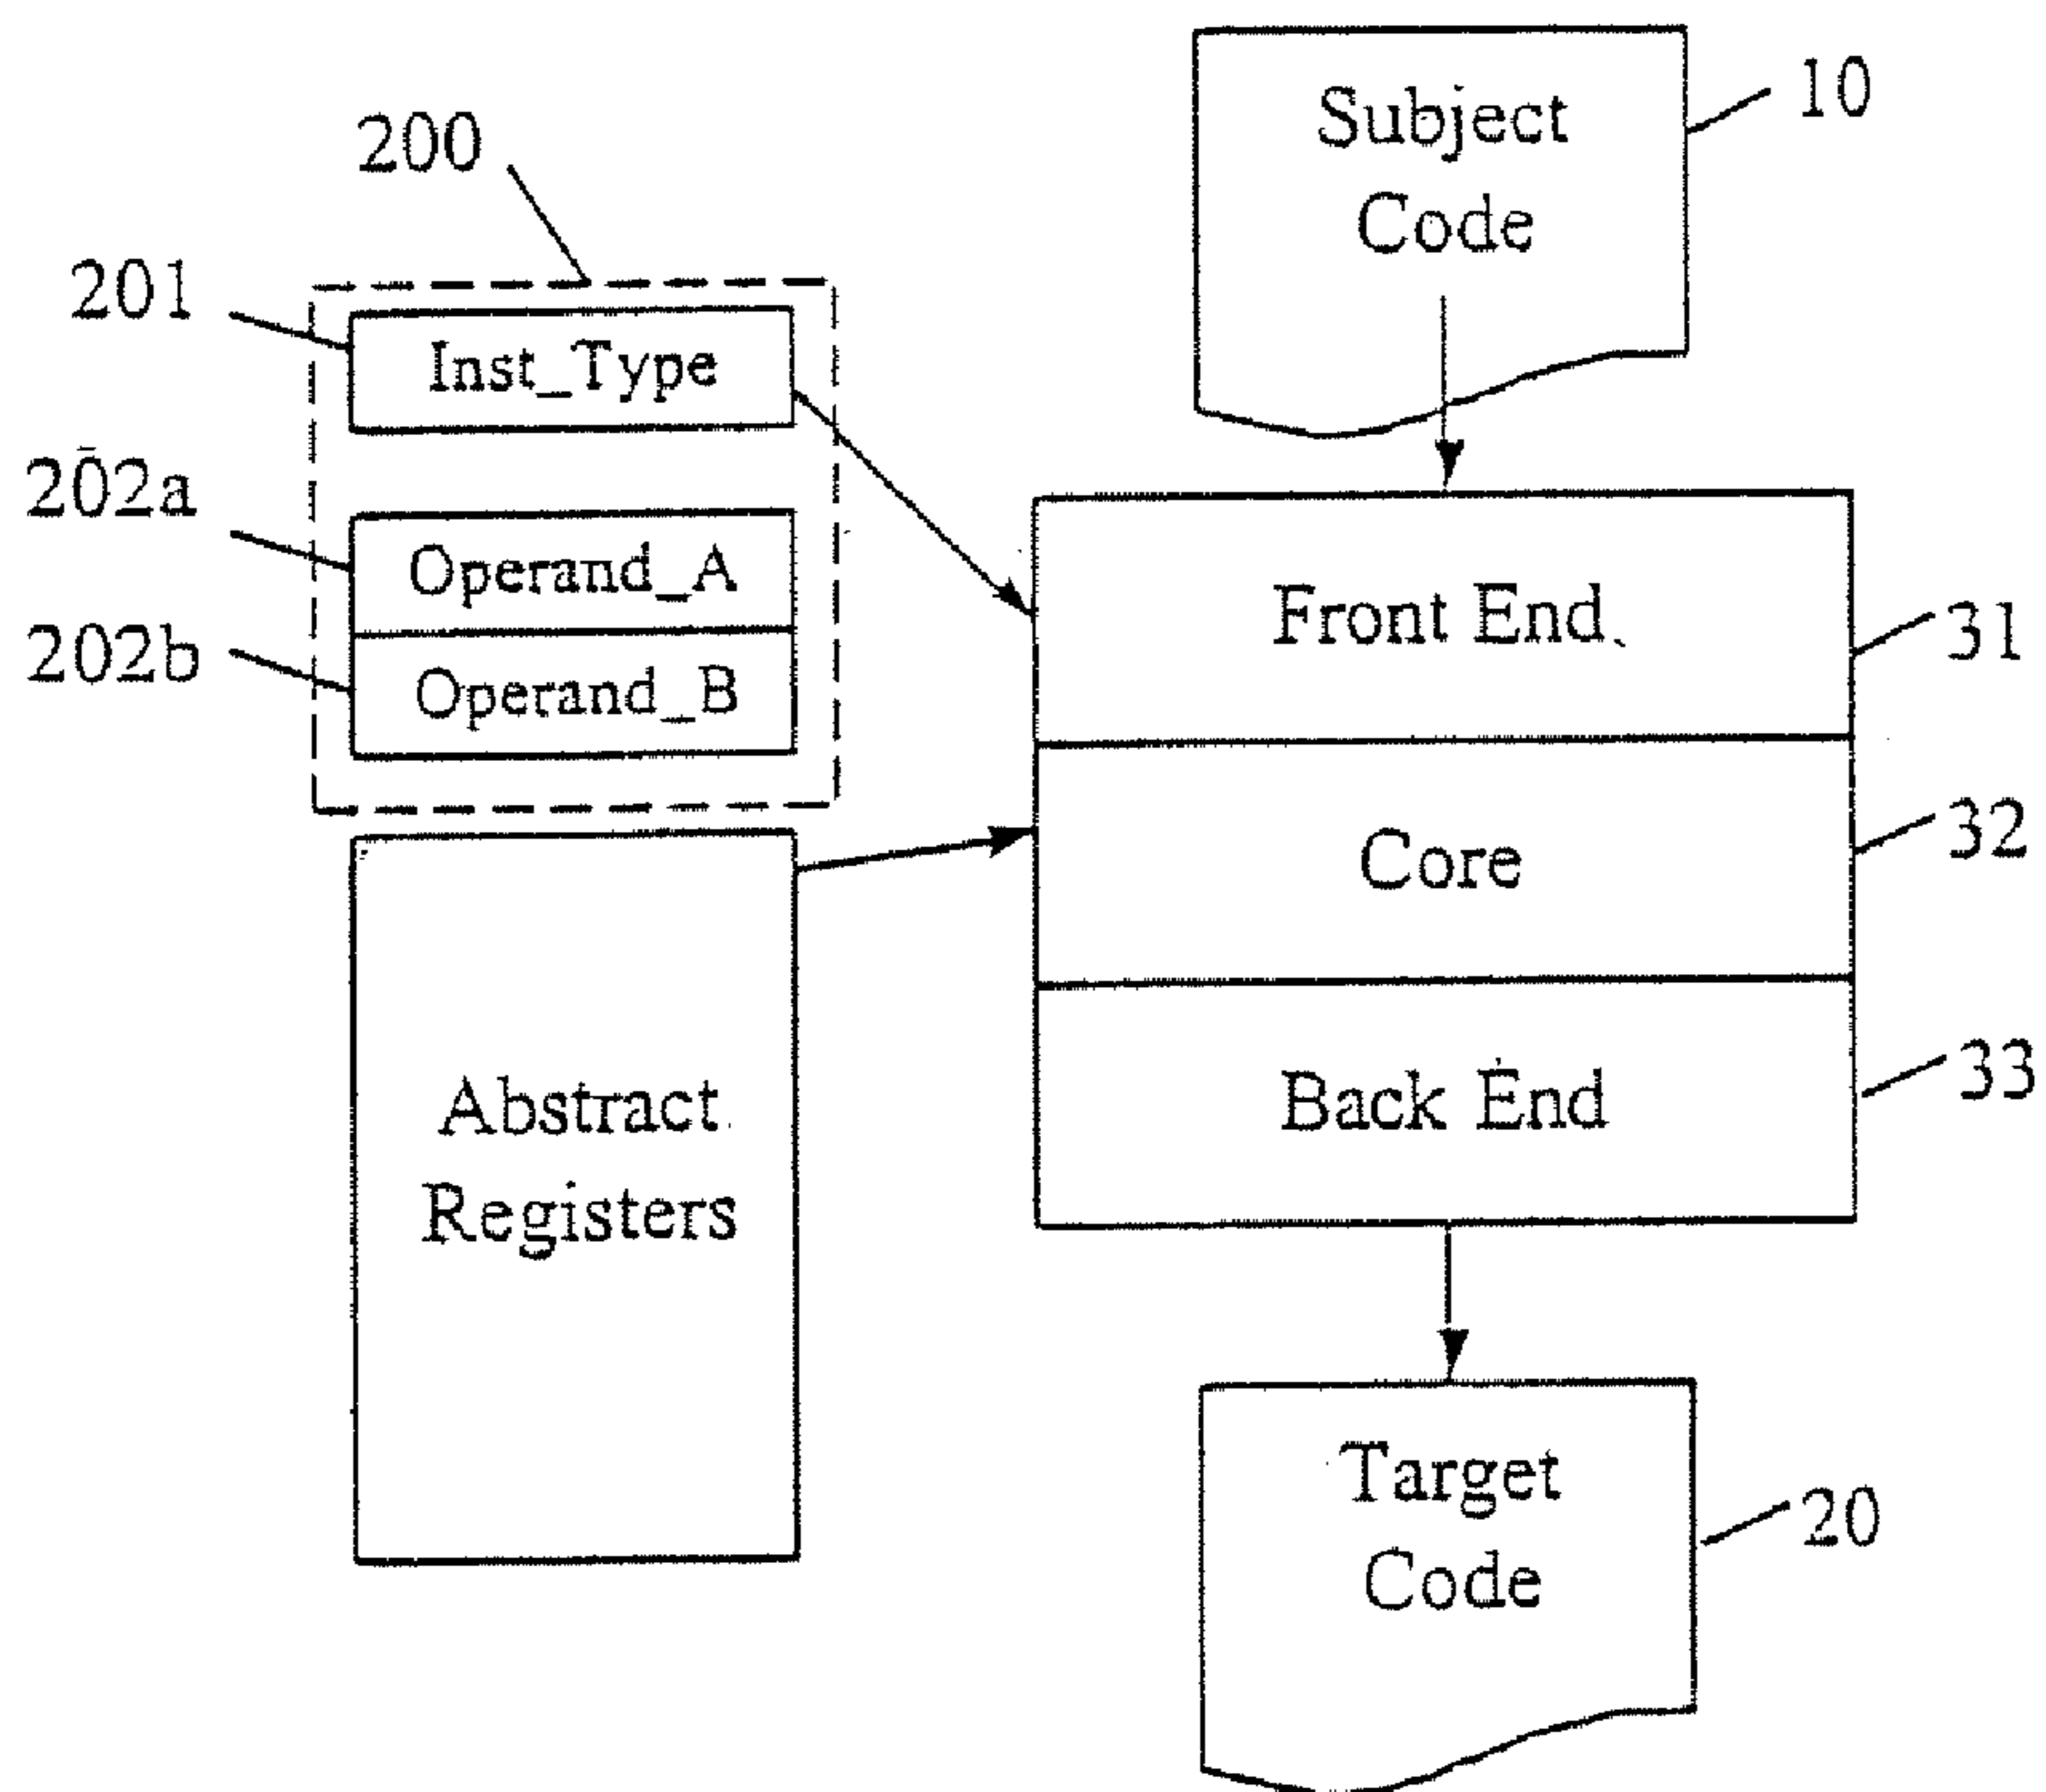 Subject
Code
10
200
201
Inst_Type
202a
Operand_A
202b
Operand_B
Front End
31
Core
32
Back End
33
Abstract
Registers
Target
Code
20